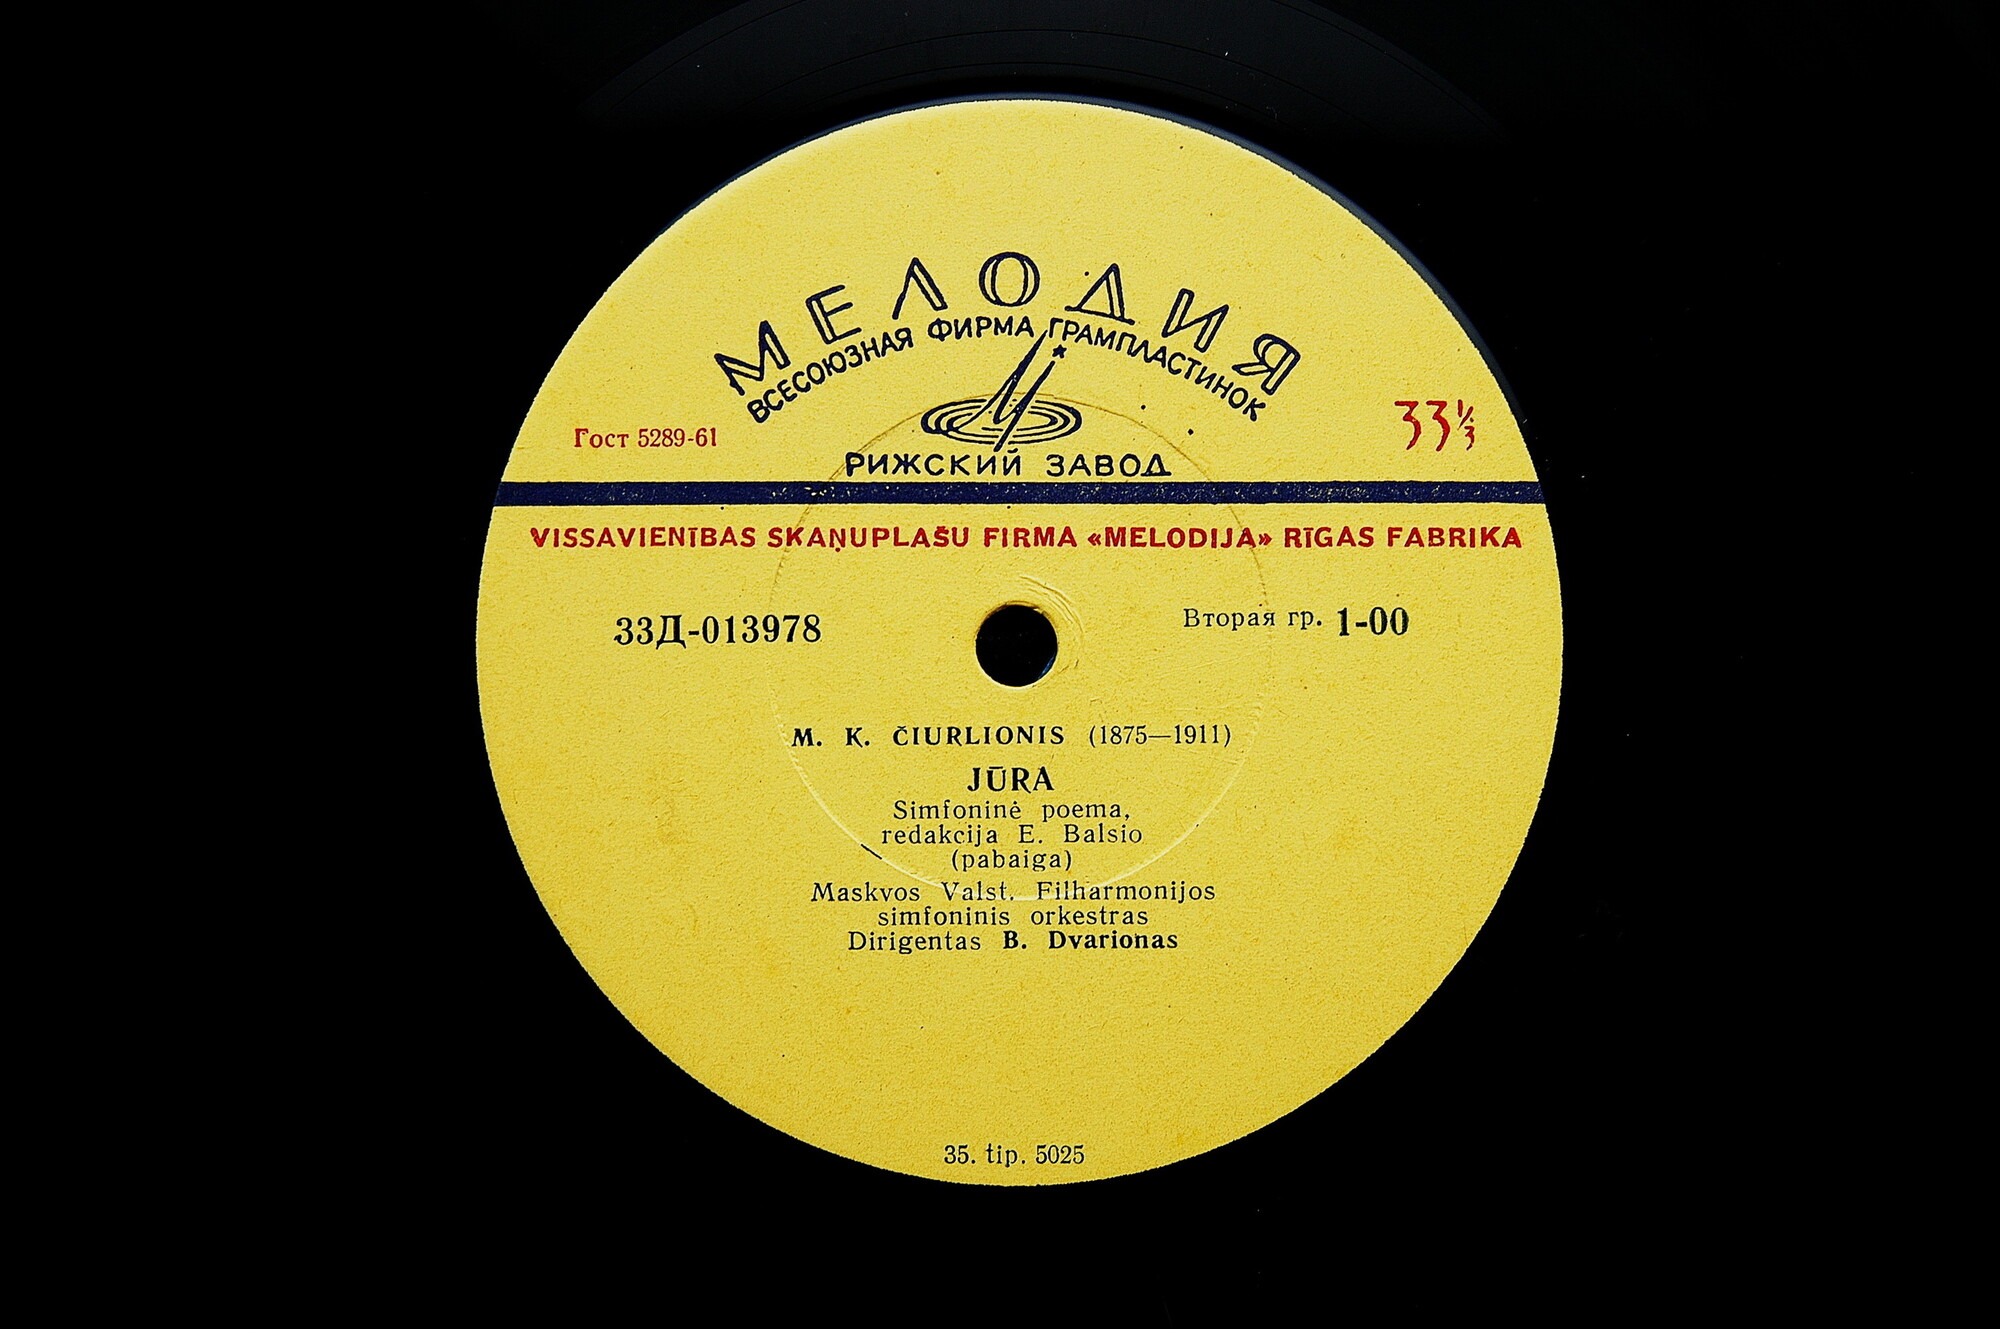 МЕЛОДИЯ
ВСЕСОЮЗНАЯ ФИРМА ГРАМПЛАСТИНОК
Гост 5289-61
33⅓
РИЖСКИЙ ЗАВОД
VISSAVIENĪBAS SKAŅUPLAŠU FIRMA «MELODIJA» RĪGAS FABRIKA
33Д-013978
Вторая гр. 1-00
M. K. ČIURLIONIS (1875—1911)
JŪRA
Simfoninė poema,
redakcija E. Balsio
(pabaiga)
Maskvos Valst. Filharmonijos
simfoninis orkestras
Dirigentas B. Dvarionas
35. tip. 5025